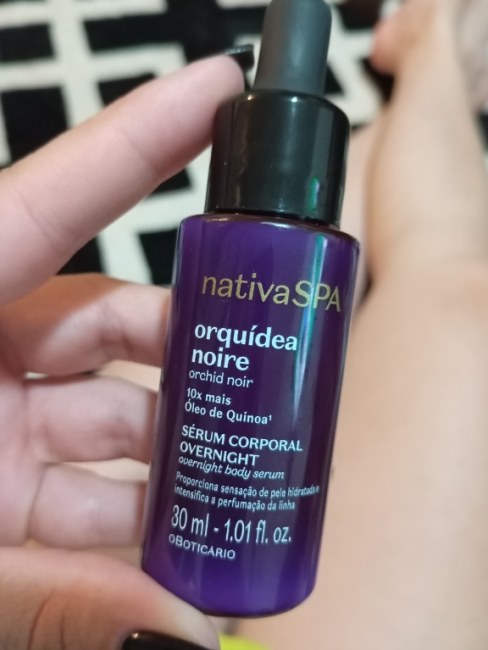 nativaSPA
orquídea
noire
orchid noir
10x mais
Óleo de Quinoa¹
SÉRUM CORPORAL
OVERNIGHT
overnight body serum
Proporciona sensação de pele hidratada e
intensifica a perfumação da linha
30 ml - 1.01 fl. oz.
oBOTICÁRIO